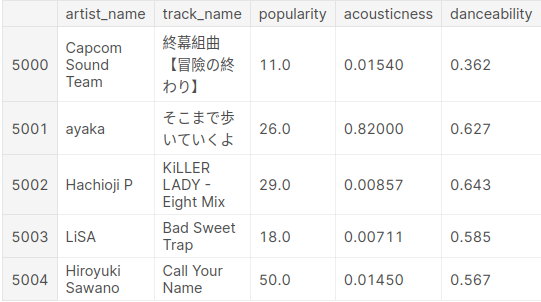 artist_name track_name popularity acousticness danceability
5000 Capcom Sound Team 終幕組曲【冒険の終わり】 11.0 0.01540 0.362
5001 ayaka そこまで歩いていくよ 26.0 0.82000 0.627
5002 Hachioji P KiLLER LADY - Eight Mix 29.0 0.00857 0.643
5003 LiSA Bad Sweet Trap 18.0 0.00711 0.585
5004 Hiroyuki Sawano Call Your Name 50.0 0.01450 0.567